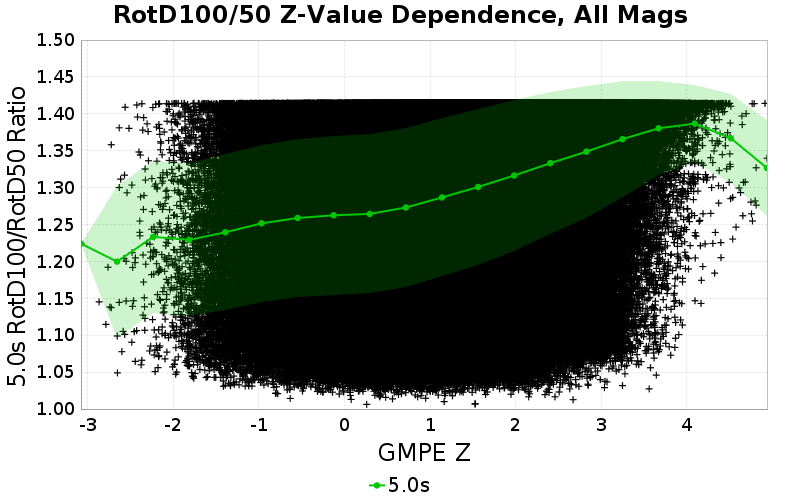 RotD100/50 Z-Value Dependence, All Mags
1.50
1.45
1.40
1.35
1.30
1.25
1.20
1.15
1.10
1.05
1.00
5.0s RotD100/RotD50 Ratio
-3 -2 -1 0 1 2 3 4
GMPE Z
5.0s